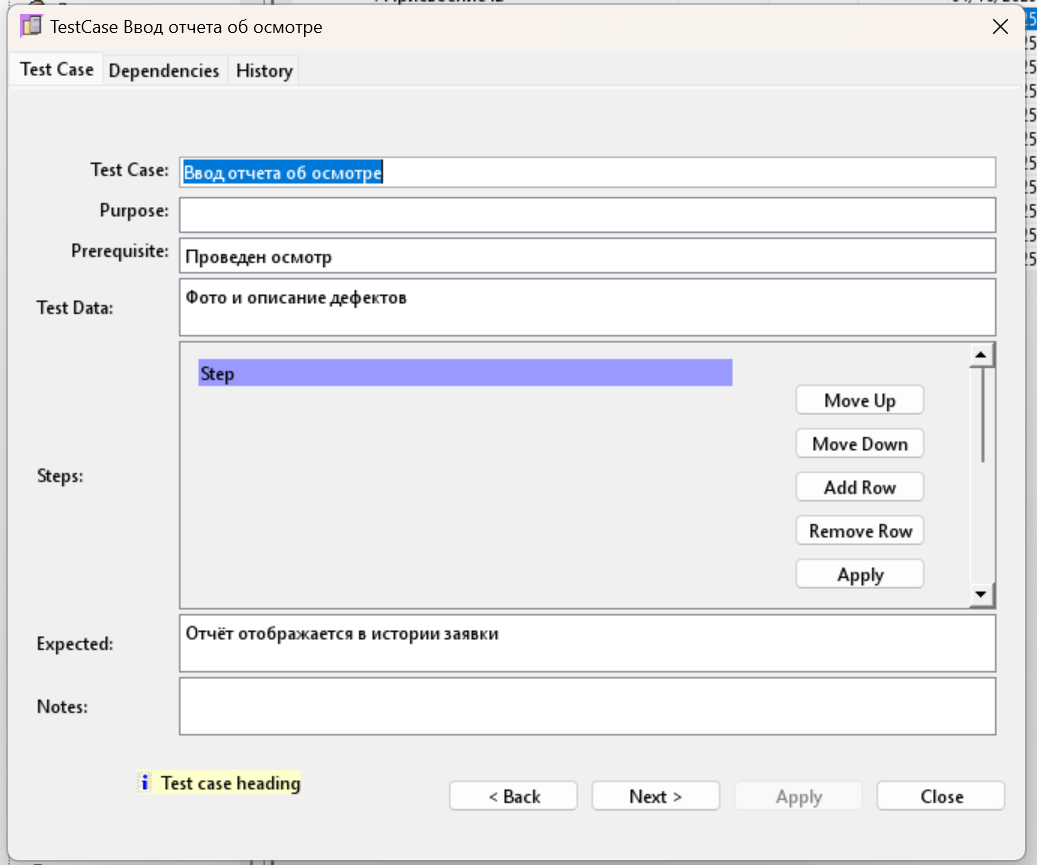 TestCase Ввод отчета об осмотре
Test Case Dependencies History
Test Case: Ввод отчета об осмотре
Purpose:
Prerequisite: Проведен осмотр
Test Data: Фото и описание дефектов
Step
Move Up
Move Down
Steps:
Add Row
Remove Row
Apply
Expected: Отчёт отображается в истории заявки
Notes:
i Test case heading
< Back Next > Apply Close